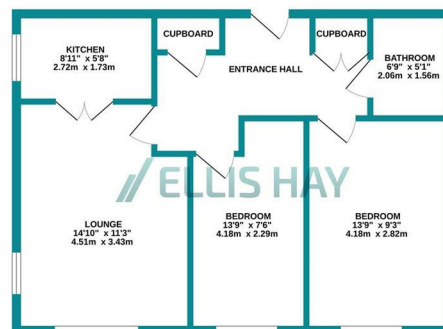 KITCHEN
8'11" x 5'8"
2.72m x 1.73m
CUPBOARD
CUPBOARD
ENTRANCE HALL
BATHROOM
6'9" x 5'1"
2.06m x 1.56m
ELLIS HAY
LOUNGE
14'10" x 11'3"
4.51m x 3.43m
BEDROOM
13'9" x 7'6"
4.18m x 2.29m
BEDROOM
13'9" x 9'3"
4.18m x 2.82m